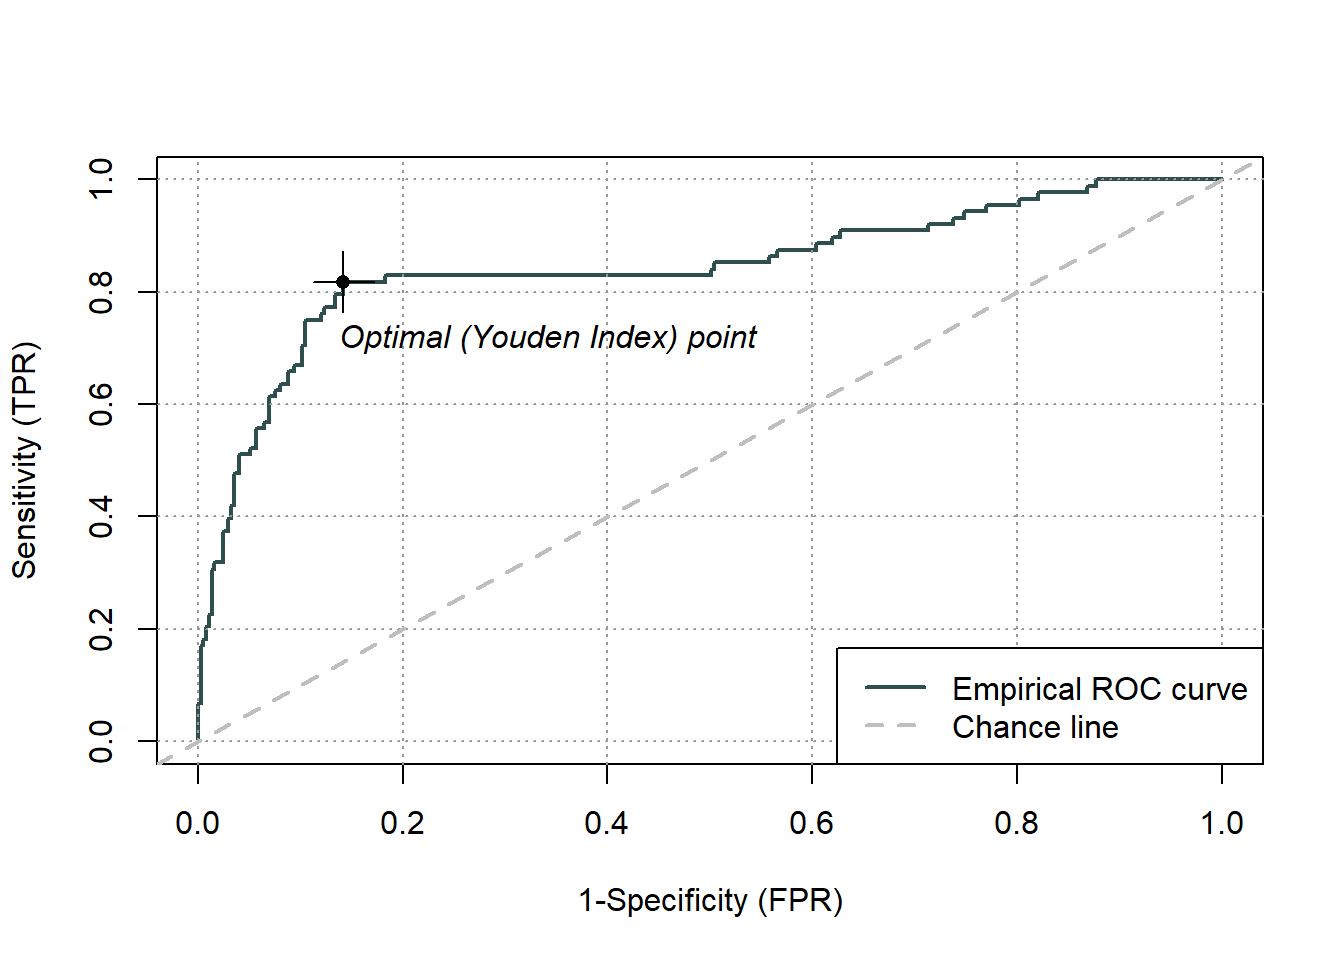 1.0
0.8
0.6
0.4
0.2
0.0
Sensitivity (TPR)
Optimal (Youden Index) point
Empirical ROC curve
Chance line
0.0 0.2 0.4 0.6 0.8 1.0
1-Specificity (FPR)